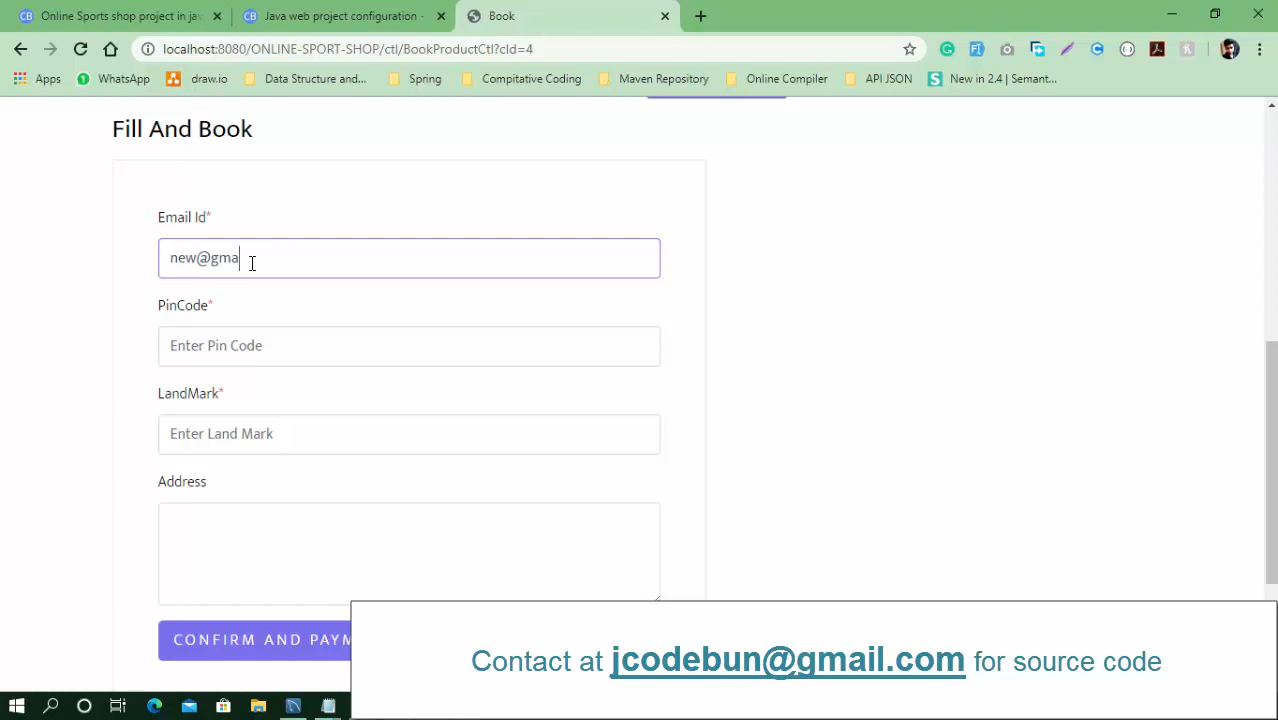 Online Sports shop project in jav
Java web project configuration -
Book
localhost:8080/ONLINE-SPORT-SHOP/ctl/BookProductCtl?cId=4
Apps
WhatsApp
draw.io
Data Structure and...
Spring
Compitative Coding
Maven Repository
Online Compiler
API JSON
New in 2.4 | Semant...
Fill And Book
Email Id*
new@gma
PinCode*
Enter Pin Code
LandMark*
Enter Land Mark
Address
CONFIRM AND PAYM
Contact at jcodebun@gmail.com for source code